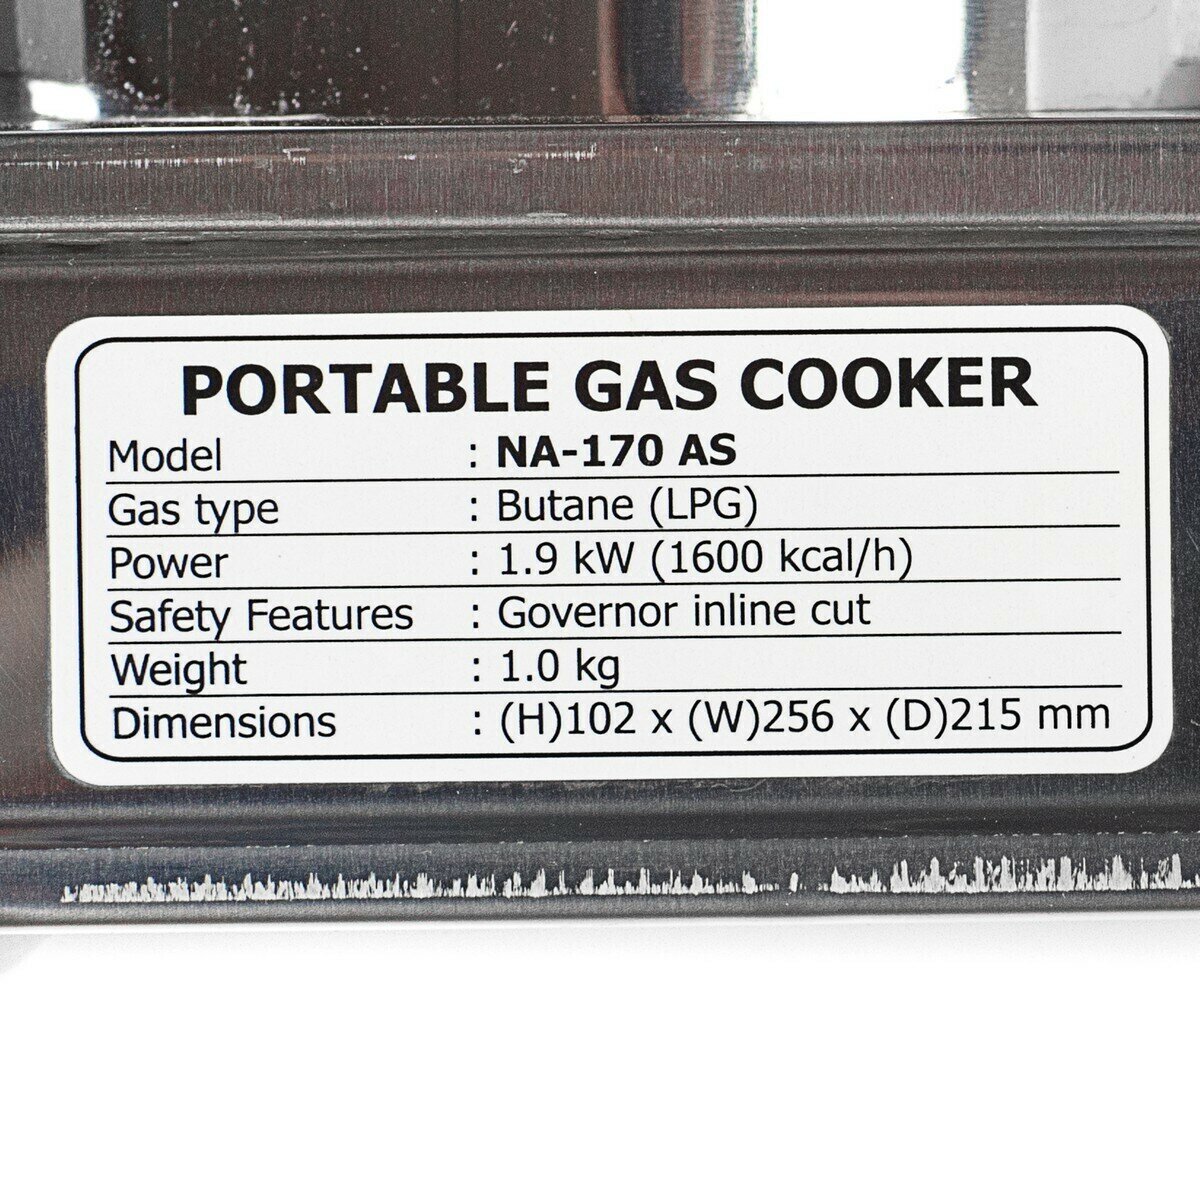 PORTABLE GAS COOKER
Model : NA-170 AS
Gas type : Butane (LPG)
Power : 1.9 kW (1600 kcal/h)
Safety Features : Governor inline cut
Weight : 1.0 kg
Dimensions : (H)102 x (W)256 x (D)215 mm